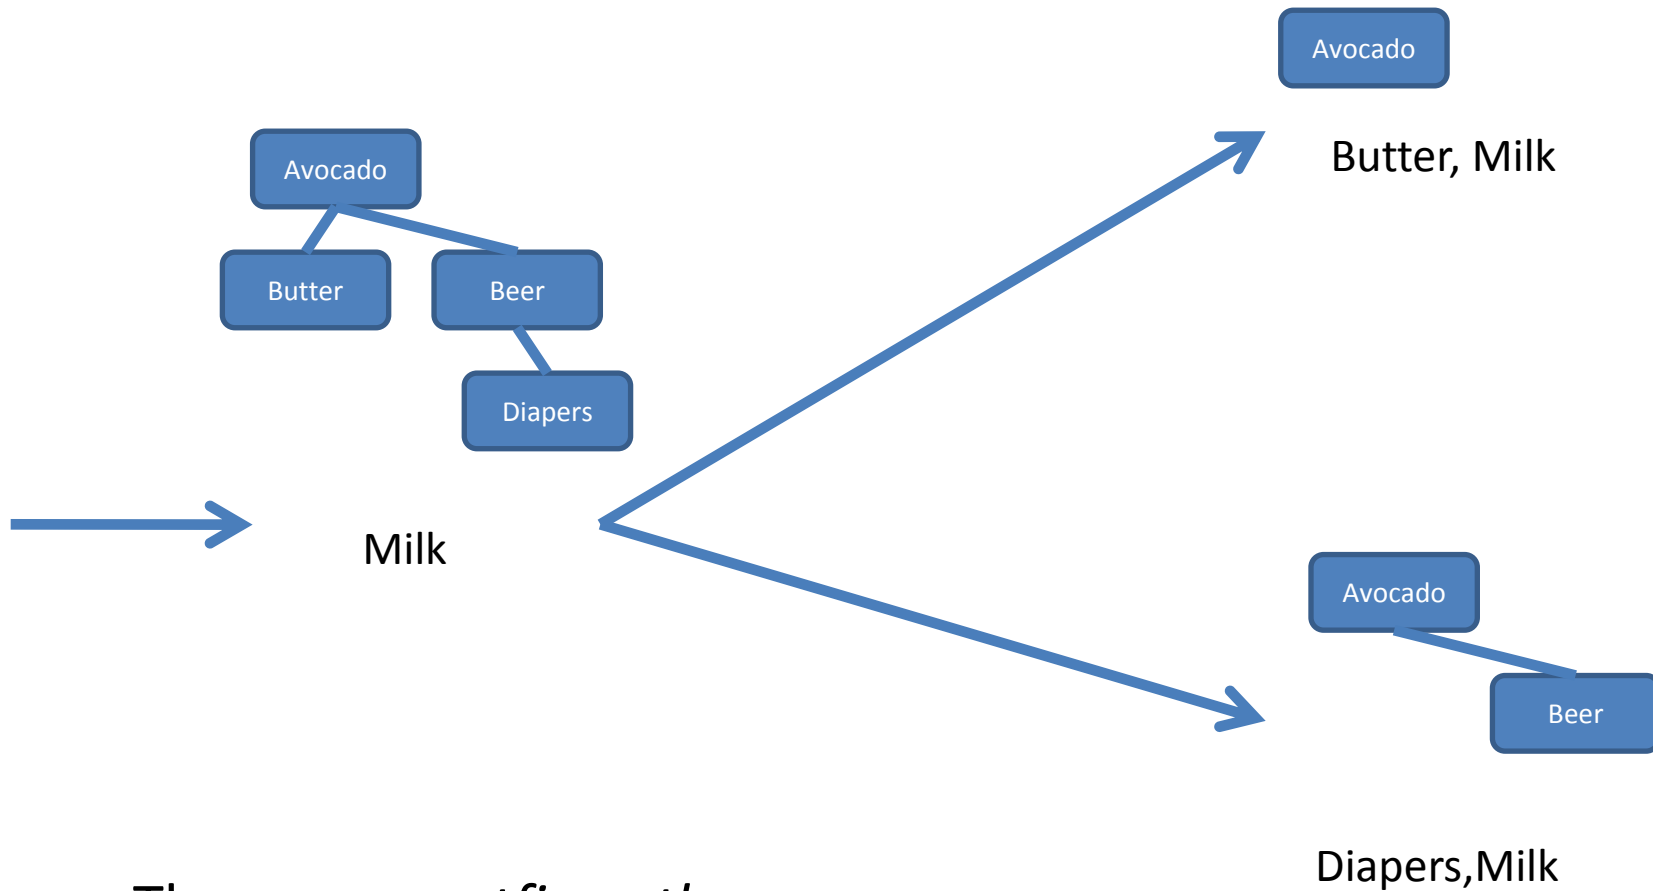 Avocado
Butter, Milk
Avocado
Butter
Beer
Diapers
Milk
Avocado
Beer
Diapers,Milk